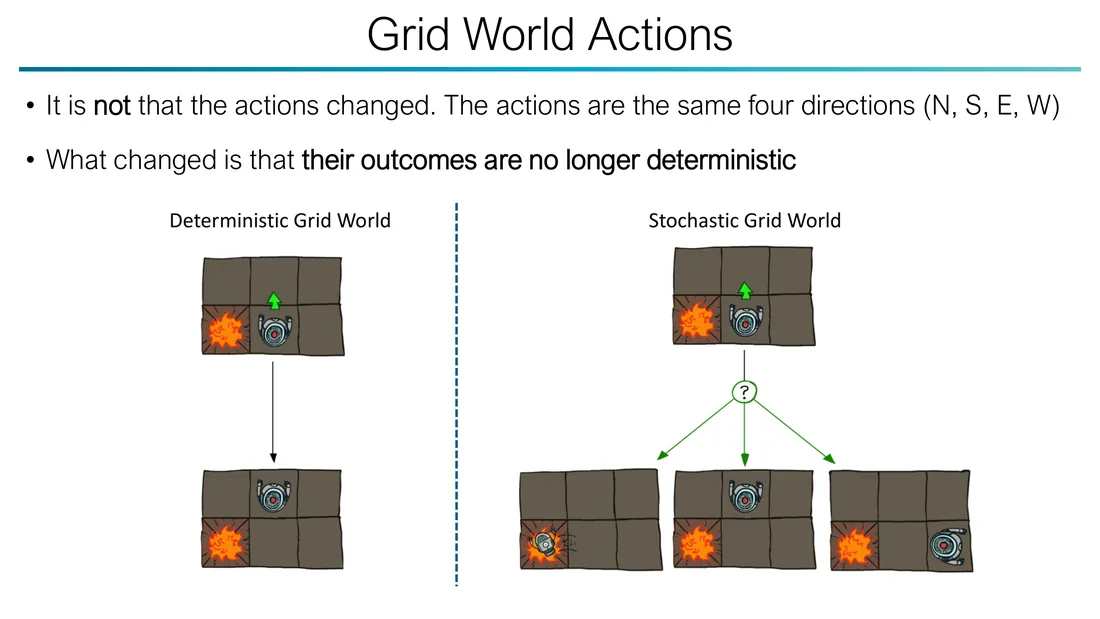 Grid World Actions
• It is not that the actions changed. The actions are the same four directions (N, S, E, W)
• What changed is that their outcomes are no longer deterministic
Deterministic Grid World
Stochastic Grid World
?